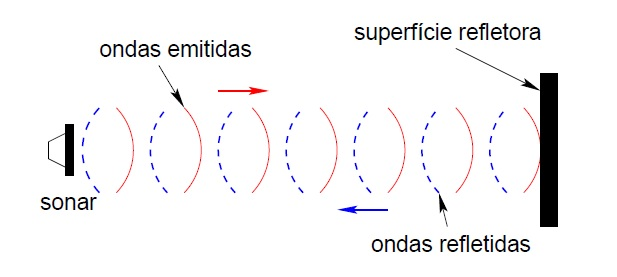 superfície refletora
ondas emitidas
sonar
ondas refletidas